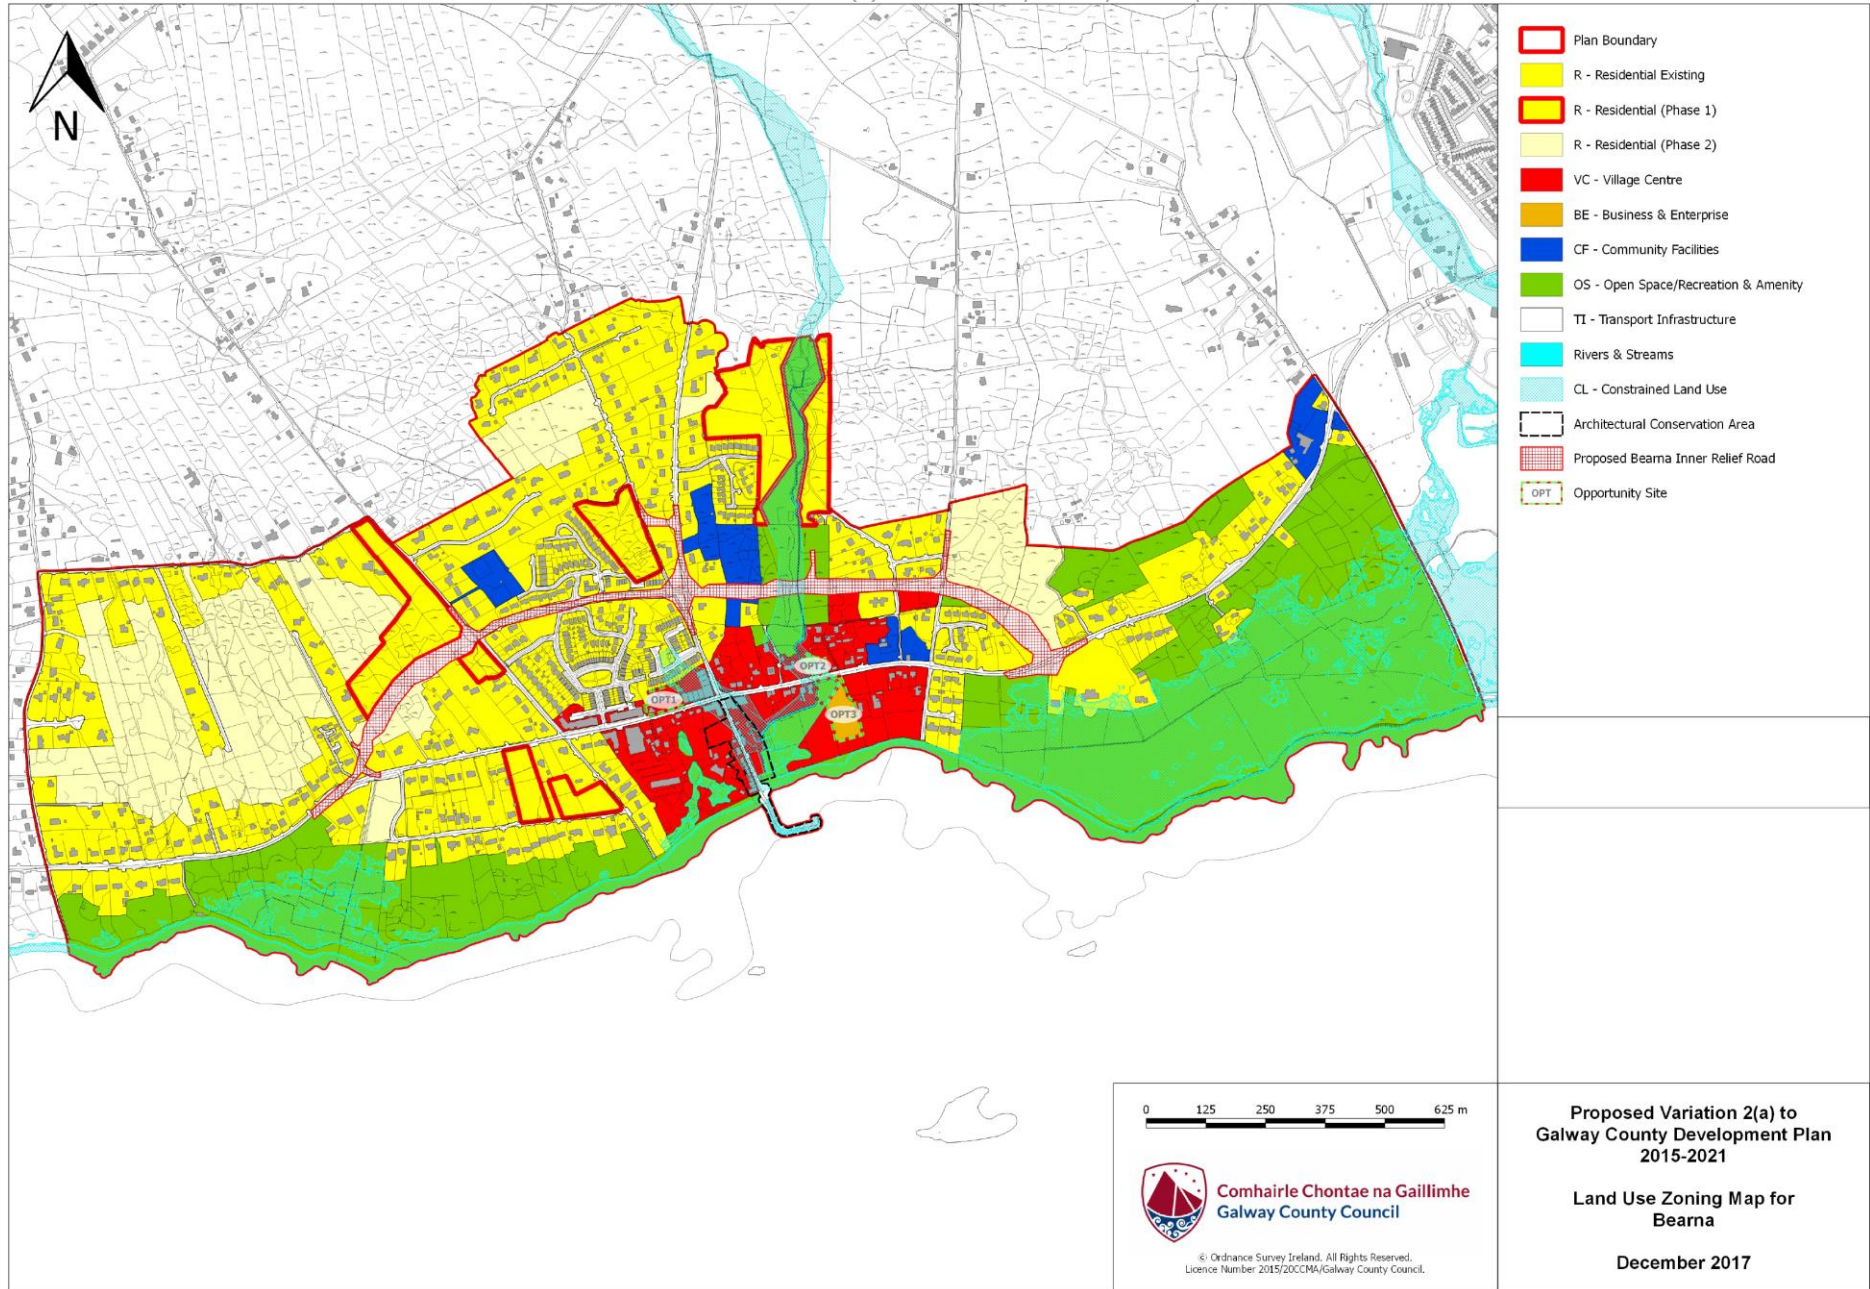 N
OPT1
OPT2
OPT3
Plan Boundary
R - Residential Existing
R - Residential (Phase 1)
R - Residential (Phase 2)
VC - Village Centre
BE - Business & Enterprise
CF - Community Facilities
OS - Open Space/Recreation & Amenity
TI - Transport Infrastructure
Rivers & Streams
CL - Constrained Land Use
Architectural Conservation Area
Proposed Bearna Inner Relief Road
OPT Opportunity Site
0 125 250 375 500 625 m
Comhairle Chontae na Gaillimhe
Galway County Council
© Ordnance Survey Ireland. All Rights Reserved.
Licence Number 2015/20CCMA/Galway County Council.
Proposed Variation 2(a) to
Galway County Development Plan
2015-2021
Land Use Zoning Map for
Bearna
December 2017